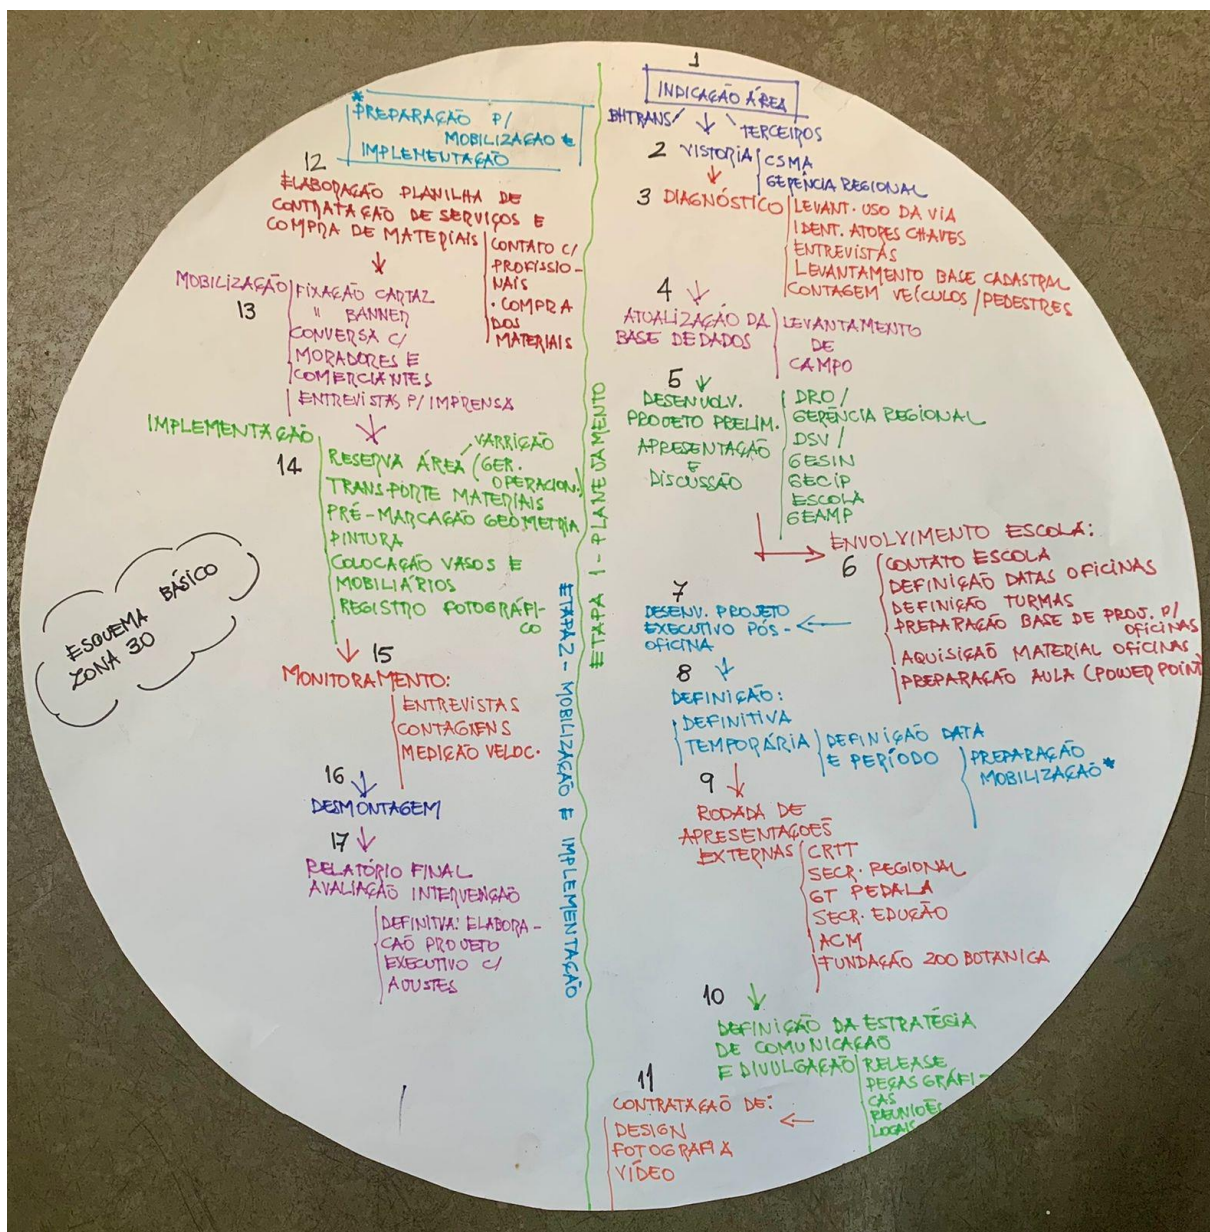 1
INDICAÇÃO ÁREA
BHTRANS TERCEIROS
2 VISTORIA CSMA
GERÊNCIA REGIONAL
3 DIAGNÓSTICO LEVANT. USO DA VIA
IDENT. ATORES CHAVES
ENTREVISTAS
LEVANTAMENTO BASE CADASTRAL
CONTAGEM VEÍCULOS / PEDESTRES
4
ATUALIZAÇÃO DA
BASE DE DADOS
LEVANTAMENTO
DE
CAMPO
5
DESENVOLV.
PROJETO PRELIM.
APRESENTAÇÃO
E
DISCUSSÃO
DRO /
GERÊNCIA REGIONAL
DSV /
GESIN
GECIP
ESCOLA
GEAMP
ENVOLVIMENTO ESCOLA:
6
CONTATO ESCOLA
DEFINIÇÃO DATAS OFICINAS
DEFINIÇÃO TURMAS
PREPARAÇÃO BASE DE PROJ. P/
OFICINAS
AQUISIÇÃO MATERIAL OFICINAS
PREPARAÇÃO AULA (POWER POINT)
7
DESENV. PROJETO
EXECUTIVO PÓS-
OFICINA
8
DEFINIÇÃO:
DEFINITIVA
TEMPORÁRIA
DEFINIÇÃO DATA
E PERÍODO
PREPARAÇÃO
MOBILIZAÇÃO*
9
RODADA DE
APRESENTAÇÕES
EXTERNAS
CRTT
SECR. REGIONAL
GT PEDALA
SECR. EDUÇÃO
ACM
FUNDAÇÃO ZOO BOTANICA
10
DEFINIÇÃO DA ESTRATÉGIA
DE COMUNICAÇÃO
E DIVULGAÇÃO
RELEASE
PEÇAS GRÁFI-
CAS
REUNIÕES
LOCAIS
11
CONTRATAÇÃO DE:
DESIGN
FOTOGRAFIA
VÍDEO
ETAPA 1 - PLANEJAMENTO
ETAPA 2 - MOBILIZAÇÃO E IMPLEMENTAÇÃO
*
PREPARAÇÃO P/
MOBILIZAÇÃO E
IMPLEMENTAÇÃO
12
ELABORAÇÃO PLANILHA DE
CONTRATAÇÃO DE SERVIÇOS E
COMPRA DE MATERIAIS
CONTATO C/
PROFISSIO-
NAIS
. COMPRA
DOS
MATERIAIS
MOBILIZAÇÃO
13
FIXAÇÃO CARTAZ
" BANNER
CONVERSA C/
MORADORES E
COMERCIANTES
ENTREVISTAS P/ IMPRENSA
IMPLEMENTAÇÃO
14
VARRIÇÃO
RESERVA ÁREA (GER.
OPERACION.)
TRANSPORTE MATERIAIS
PRÉ-MARCAÇÃO GEOMETRIA
PINTURA
COLOCAÇÃO VASOS E
MOBILIÁRIOS
REGISTRO FOTOGRÁFI-
CO
15
MONITORAMENTO:
ENTREVISTAS
CONTAGENS
MEDIÇÃO VELOC.
16
DESMONTAGEM
17
RELATÓRIO FINAL
AVALIAÇÃO INTERVENÇÃO
DEFINITVA: ELABORA-
CAÕ PROJETO
EXECUTIVO C/
AJUSTES
ESQUEMA BÁSICO
ZONA 30